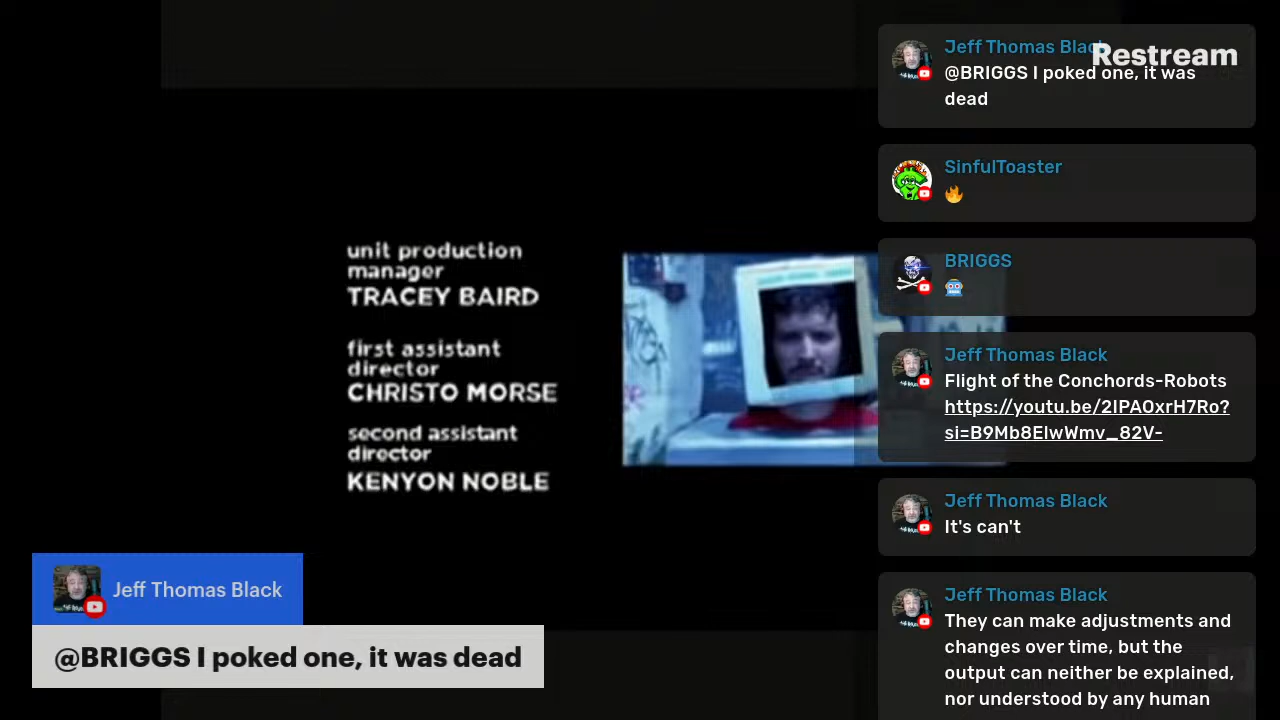 unit production
manager
TRACEY BAIRD
first assistant
director
CHRISTO MORSE
second assistant
director
KENYON NOBLE
Jeff Thomas Black
@BRIGGS I poked one, it was dead
Restream
Jeff Thomas Black
@BRIGGS I poked one, it was
dead
SinfulToaster
🔥
BRIGGS
🤖
Jeff Thomas Black
Flight of the Conchords-Robots
https://youtu.be/2IPAOxrH7Ro?
si=B9Mb8EIwWmv_82V-
Jeff Thomas Black
It's can't
Jeff Thomas Black
They can make adjustments and
changes over time, but the
output can neither be explained,
nor understood by any human